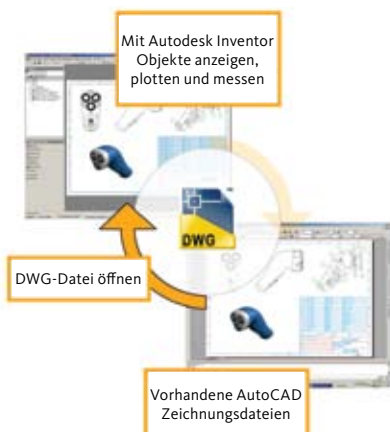 Mit Autodesk Inventor
Objekte anzeigen,
plotten und messen
DWG
DWG-Datei öffnen
Vorhandene AutoCAD
Zeichnungsdateien